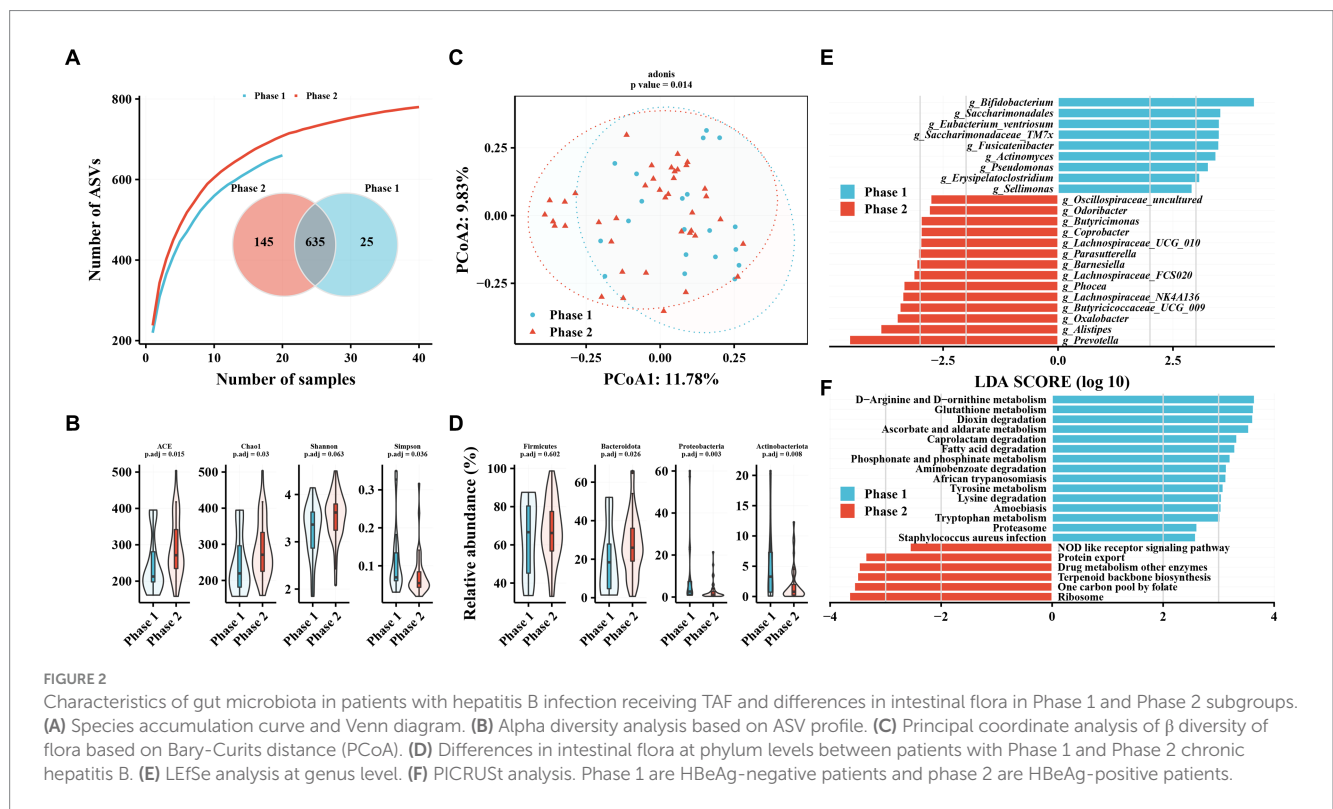 A
Phase 1 Phase 2
800
600
400
200
Number of ASVs
Phase 2 Phase 1
145 635 25
0 10 20 30 40
Number of samples
C
adonis
p value = 0.014
0.25
0.00
−0.25
PCoA2: 9.83%
Phase 1
Phase 2
−0.25 0.00 0.25
PCoA1: 11.78%
E
g_Bifidobacterium
g_Saccharimonadales
g_Eubacterium_ventriosum
g_Saccharimonadaceae_TM7x
g_Fusicatenibacter
g_Actinomyces
g_Pseudomonas
g_Erysipelatoclostridium
g_Sellimonas
Phase 1
Phase 2
g_Oscillospiraceae_uncultured
g_Odoribacter
g_Butyricimonas
g_Coprobacter
g_Lachnospiraceae_UCG_010
g_Parasutterella
g_Barnesiella
g_Lachnospiraceae_FCS020
g_Phocea
g_Lachnospiraceae_NK4A136
g_Butyricicoccaceae_UCG_009
g_Oxalobacter
g_Alistipes
g_Prevotella
−2.5 0.0 2.5
LDA SCORE (log 10)
B
ACE
p.adj = 0.015
500
400
300
200
Phase 1 Phase 2
Chao1
p.adj = 0.03
500
400
300
200
Phase 1 Phase 2
Shannon
p.adj = 0.063
4
3
2
Phase 1 Phase 2
Simpson
p.adj = 0.036
0.3
0.2
0.1
Phase 1 Phase 2
D
Relative abundance (%)
Firmicutes
p.adj = 0.602
100
80
60
40
Phase 1 Phase 2
Bacteroidota
p.adj = 0.026
60
40
20
0
Phase 1 Phase 2
Proteobacteria
p.adj = 0.003
60
40
20
0
Phase 1 Phase 2
Actinobacteriota
p.adj = 0.008
20
15
10
5
0
Phase 1 Phase 2
F
D−Arginine and D−ornithine metabolism
Glutathione metabolism
Dioxin degradation
Ascorbate and aldarate metabolism
Caprolactam degradation
Fatty acid degradation
Phosphonate and phosphinate metabolism
Aminobenzoate degradation
African trypanosomiasis
Tyrosine metabolism
Lysine degradation
Amoebiasis
Tryptophan metabolism
Proteasome
Staphylococcus aureus infection
Phase 1
Phase 2
NOD like receptor signaling pathway
Protein export
Drug metabolism other enzymes
Terpenoid backbone biosynthesis
One carbon pool by folate
Ribosome
−4 −2 0 2 4
FIGURE 2
Characteristics of gut microbiota in patients with hepatitis B infection receiving TAF and differences in intestinal flora in Phase 1 and Phase 2 subgroups.
(A) Species accumulation curve and Venn diagram. (B) Alpha diversity analysis based on ASV profile. (C) Principal coordinate analysis of β diversity of
flora based on Bary-Curits distance (PCoA). (D) Differences in intestinal flora at phylum levels between patients with Phase 1 and Phase 2 chronic
hepatitis B. (E) LEfSe analysis at genus level. (F) PICRUSt analysis. Phase 1 are HBeAg-negative patients and phase 2 are HBeAg-positive patients.